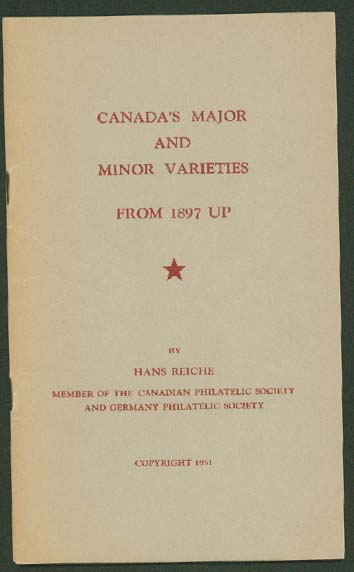 CANADA'S MAJOR
AND
MINOR VARIETIES
FROM 1897 UP
BY
HANS REICHE
MEMBER OF THE CANADIAN PHILATELIC SOCIETY
AND GERMANY PHILATELIC SOCIETY
COPYRIGHT 1951